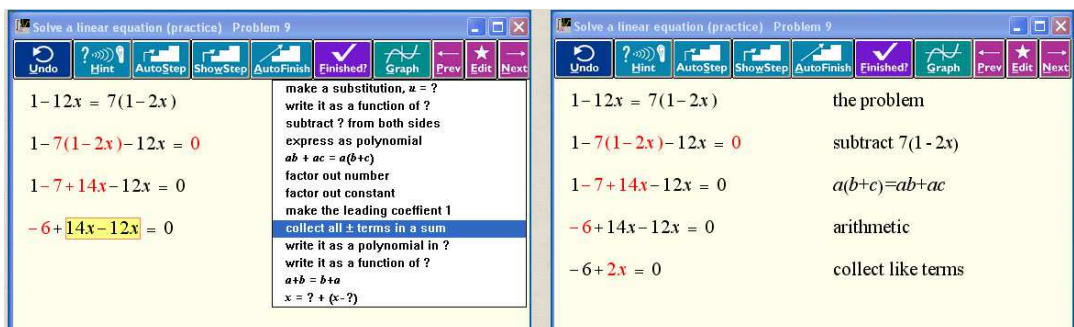 Solve a linear equation (practice) Problem 9
Undo ? Hint AutoStep ShowStep AutoFinish Finished? Graph Prev Edit Next
1−12x = 7(1−2x)
1−7(1−2x)−12x = 0
1−7+14x−12x = 0
−6+14x−12x = 0
make a substitution, u = ?
write it as a function of ?
subtract ? from both sides
express as polynomial
ab + ac = a(b+c)
factor out number
factor out constant
make the leading coeffient 1
collect all ± terms in a sum
write it as a polynomial in ?
write it as a function of ?
a+b = b+a
x = ? + (x-?)
Solve a linear equation (practice) Problem 9
Undo ? Hint AutoStep ShowStep AutoFinish Finished? Graph Prev Edit Next
1−12x = 7(1−2x) the problem
1−7(1−2x)−12x = 0 subtract 7(1 - 2x)
1−7+14x−12x = 0 a(b+c)=ab+ac
−6+14x−12x = 0 arithmetic
−6+2x = 0 collect like terms